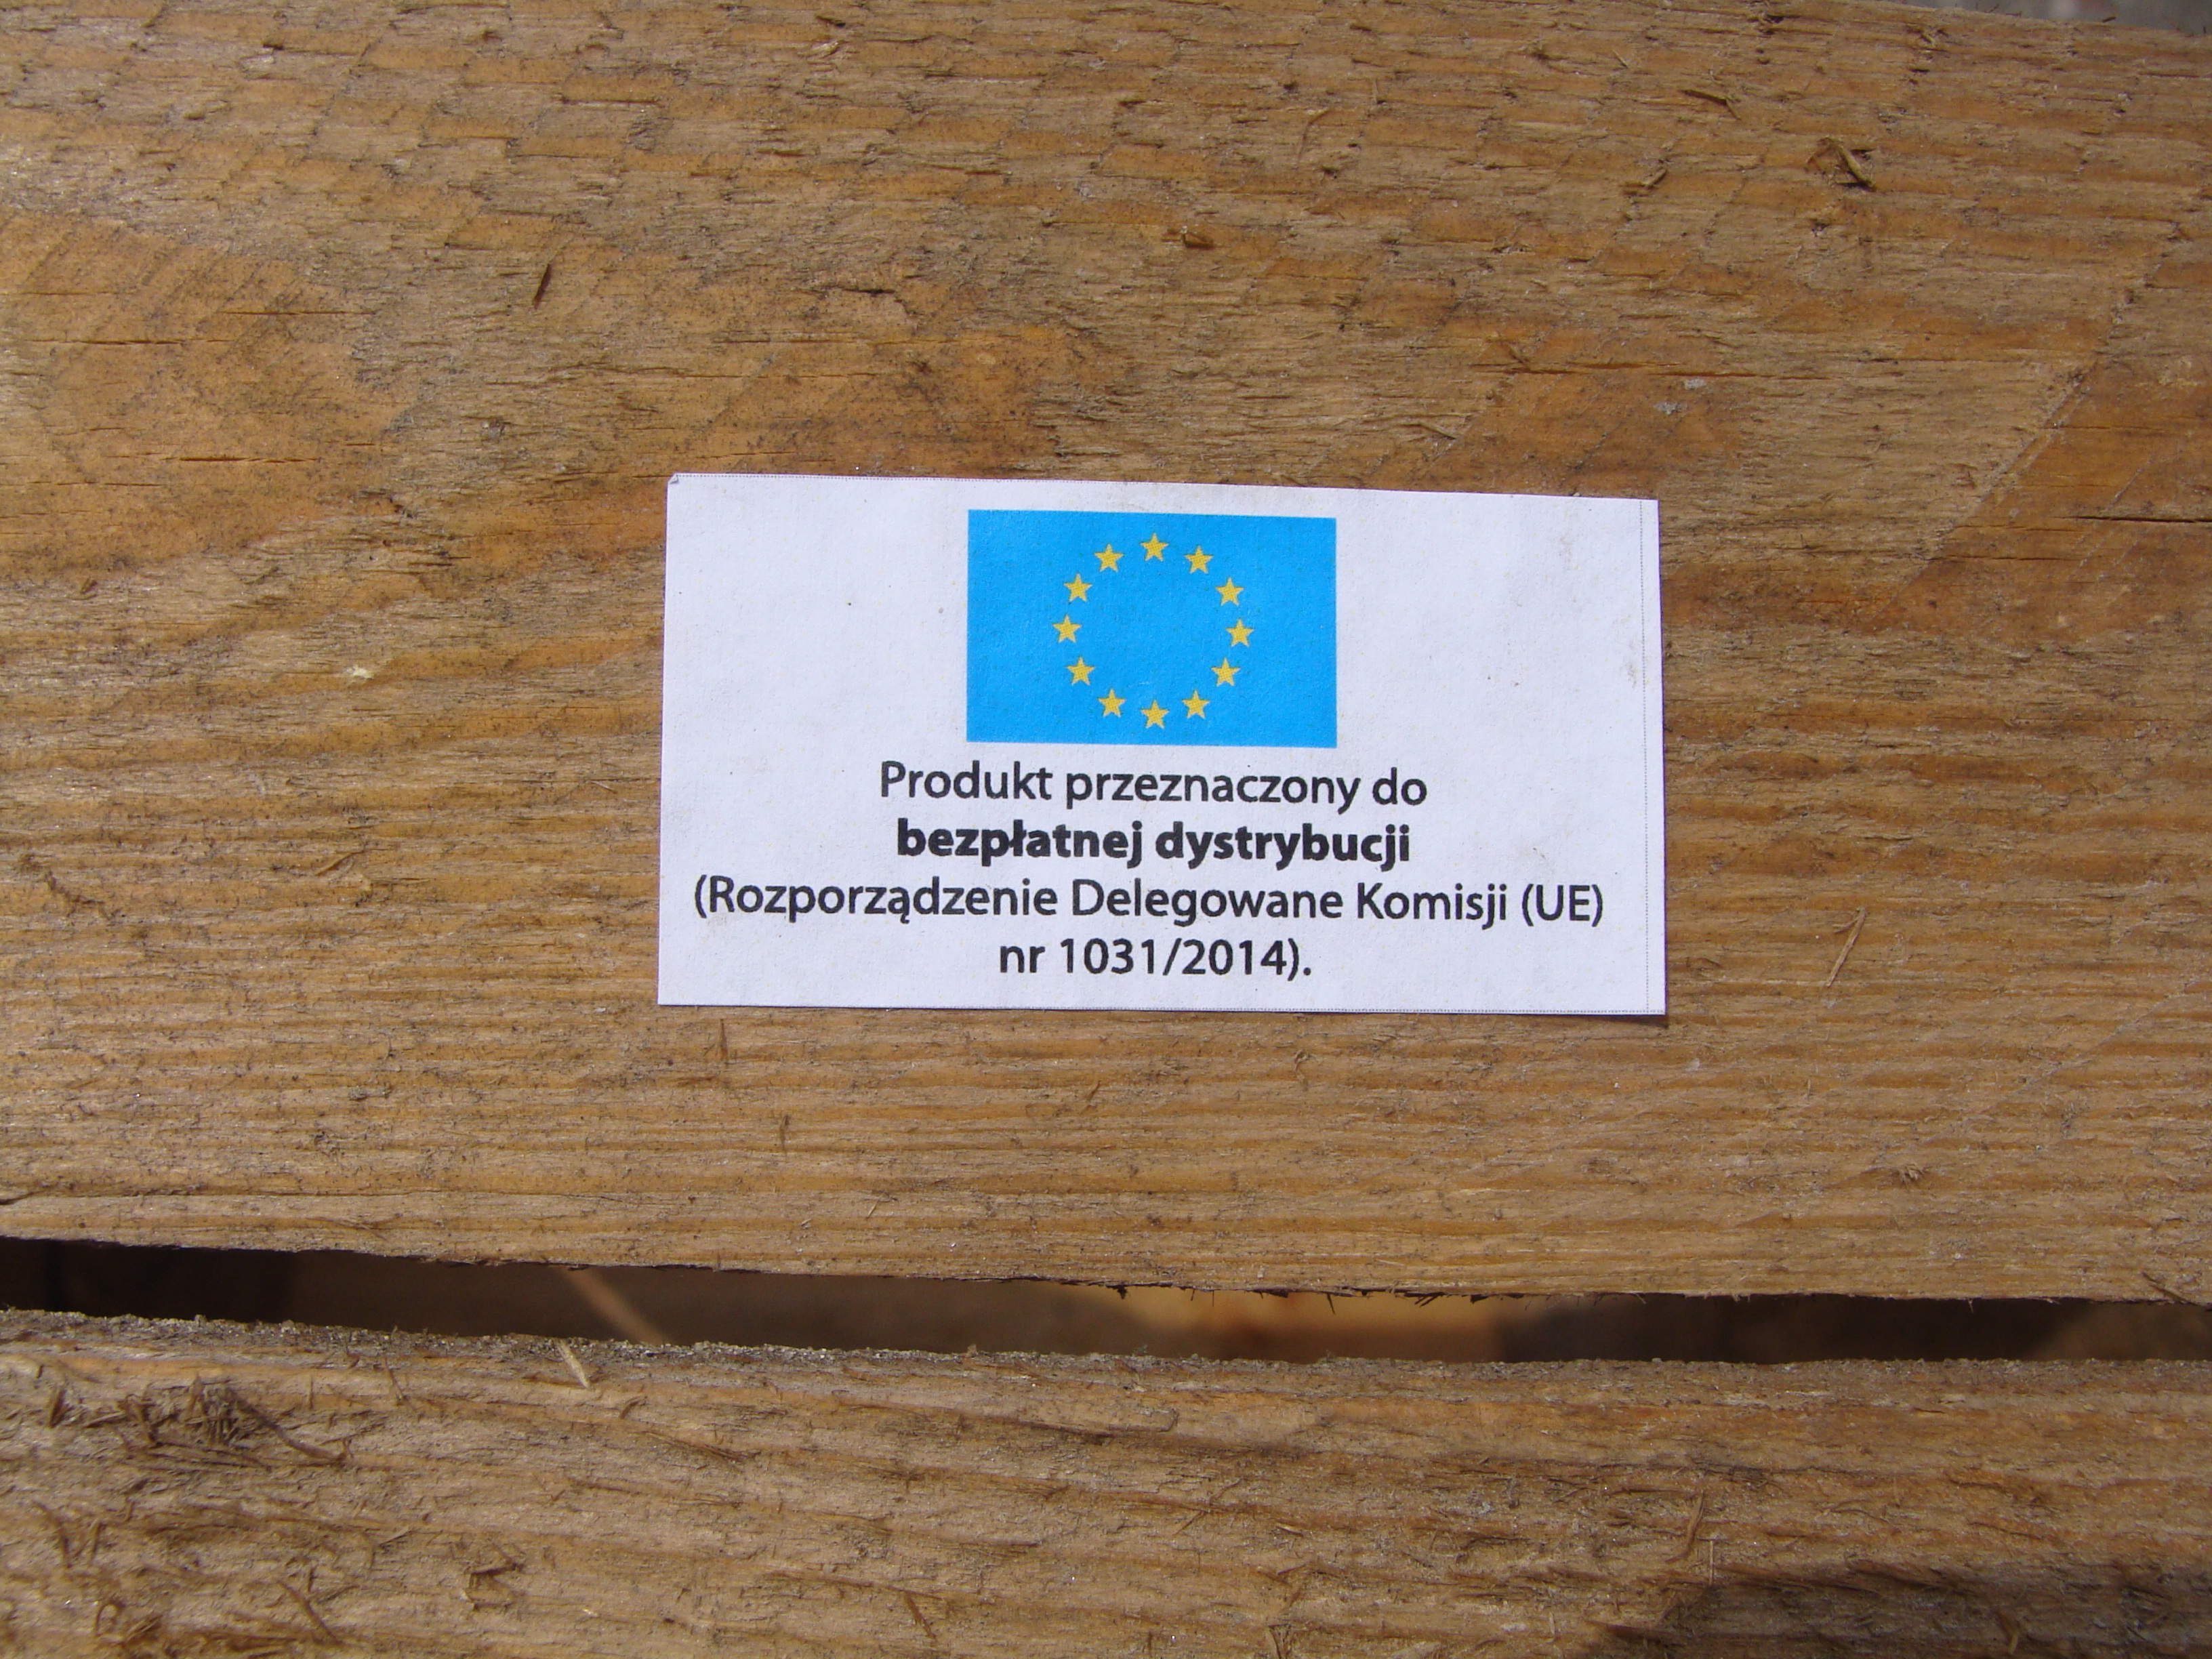 Produkt przeznaczony do
bezpłatnej dystrybucji
(Rozporządzenie Delegowane Komisji (UE)
nr 1031/2014).